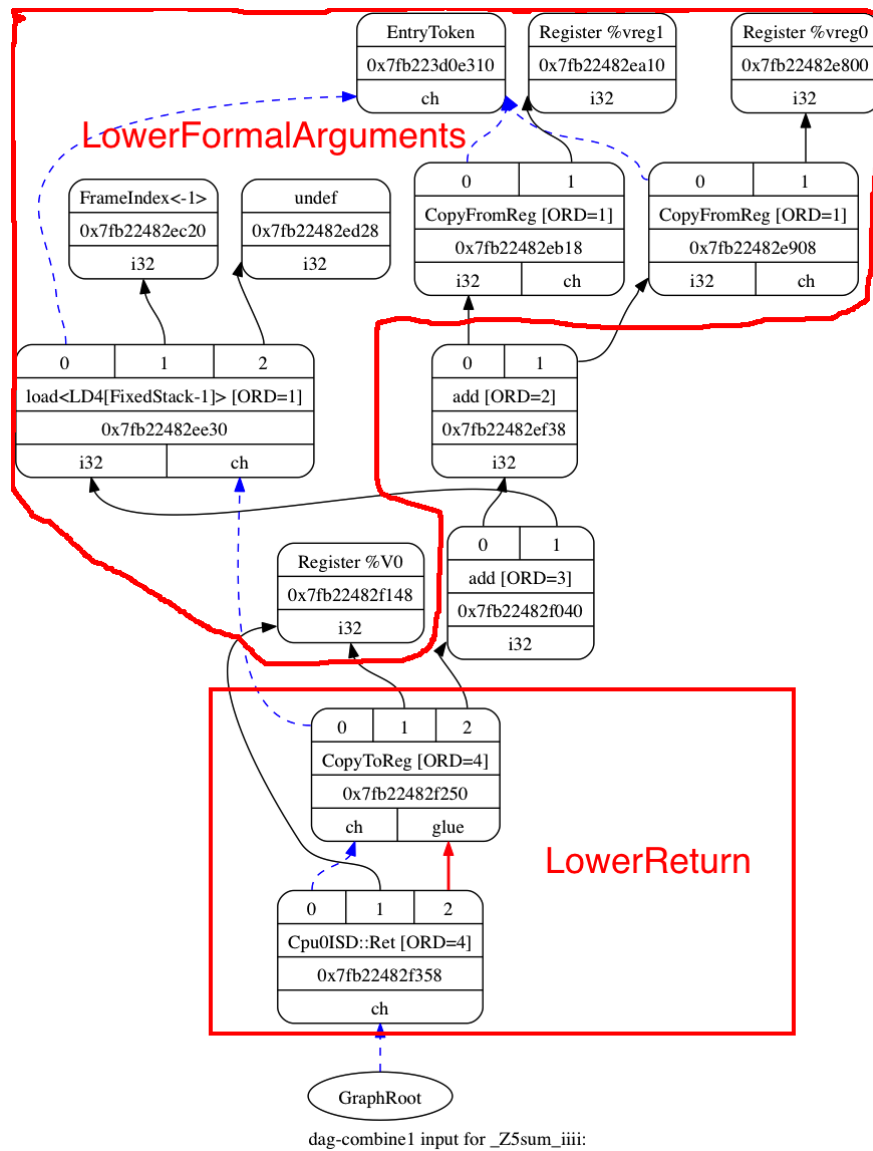 EntryToken
0x7fb223d0e310
ch
Register %vreg1
0x7fb22482ea10
i32
Register %vreg0
0x7fb22482e800
i32
LowerFormalArguments
FrameIndex<-1>
0x7fb22482ec20
i32
undef
0x7fb22482ed28
i32
0 1
CopyFromReg [ORD=1]
0x7fb22482eb18
i32 ch
0 1
CopyFromReg [ORD=1]
0x7fb22482e908
i32 ch
0 1 2
load<LD4[FixedStack-1]> [ORD=1]
0x7fb22482ee30
i32 ch
0 1
add [ORD=2]
0x7fb22482ef38
i32
Register %V0
0x7fb22482f148
i32
0 1
add [ORD=3]
0x7fb22482f040
i32
0 1 2
CopyToReg [ORD=4]
0x7fb22482f250
ch glue
LowerReturn
0 1 2
Cpu0ISD::Ret [ORD=4]
0x7fb22482f358
ch
GraphRoot
dag-combine1 input for _Z5sum_iiii: